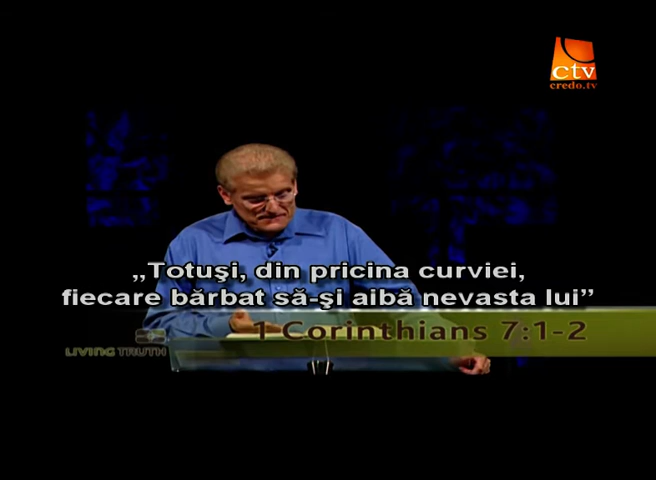 ctv
credo.tv
„Totuşi, din pricina curviei,
fiecare bărbat să-şi aibă nevasta lui”
1 Corinthians 7:1-2
LIVING TRUTH